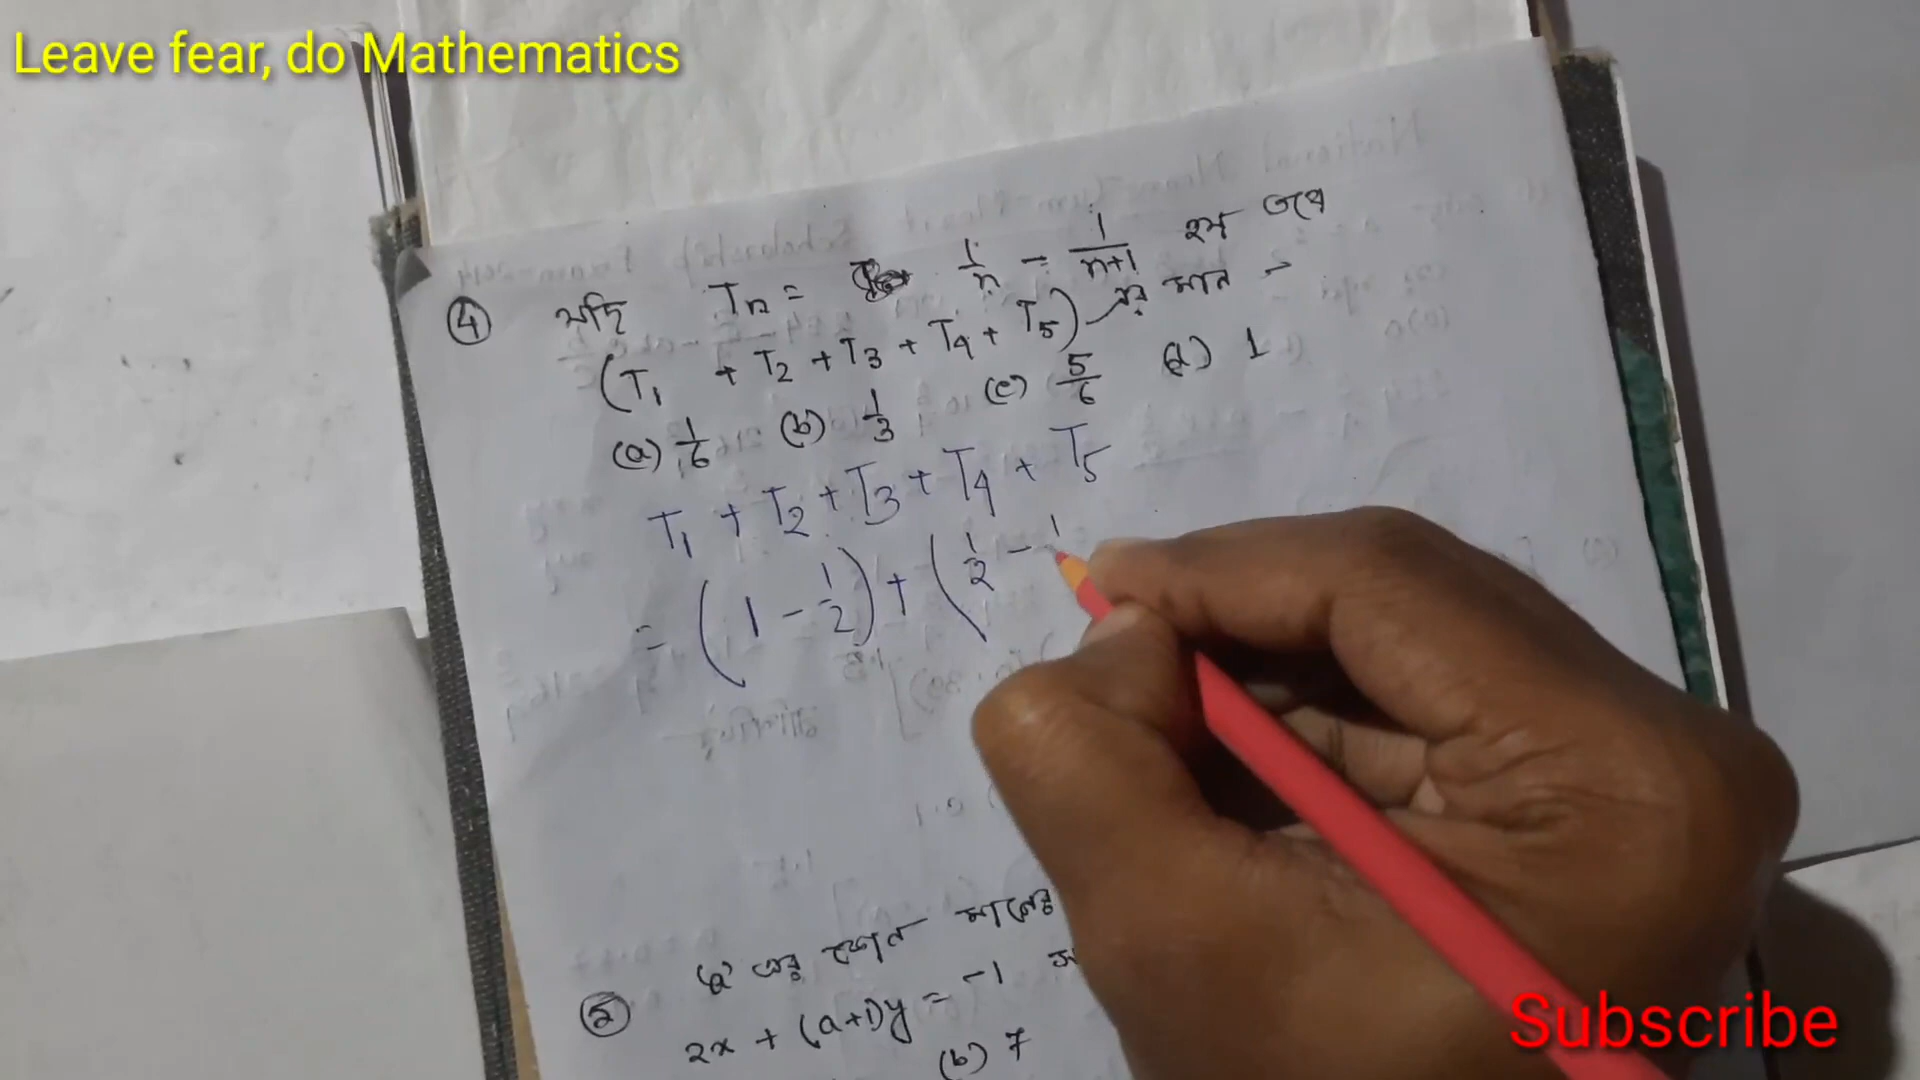 Leave fear, do Mathematics
④ যদি Tn = 1/n - 1/n+1 হয় তবে
(T1 + T2 + T3 + T4 + T5) এর মান -
(a) 1/6 (b) 1/3 (c) 5/6 (d) 1
T1 + T2 + T3 + T4 + T5
= (1 - 1/2) + (1/2 - 1
⑤ a এর কোন মানের
2x + (a+1)y = -1
(b) 7
Subscribe